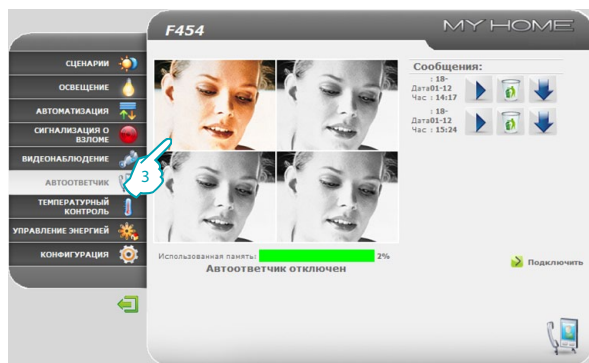 F454
MY HOME
СЦЕНАРИИ
ОСВЕЩЕНИЕ
АВТОМАТИЗАЦИЯ
СИГНАЛИЗАЦИЯ О
ВЗЛОМЕ
ВИДЕОНАБЛЮДЕНИЕ
АВТООТВЕТЧИК
ТЕМПЕРАТУРНЫЙ
КОНТРОЛЬ
УПРАВЛЕНИЕ ЭНЕРГИЕЙ
КОНФИГУРАЦИЯ
3
Сообщения:
: 18-
Дата01-12
Час : 14:17
: 18-
Дата01-12
Час : 15:24
Использованная память: 2%
Автоответчик отключен
Подключить